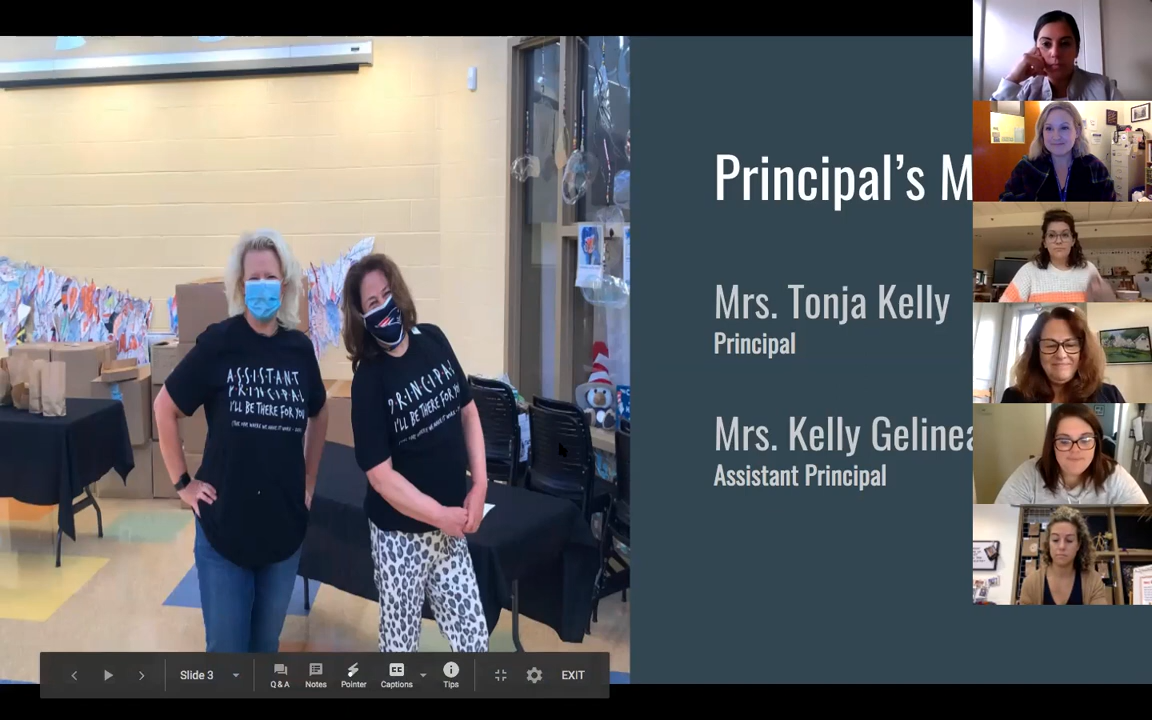 ASSISTANT
PRINCIPAL
I'LL BE THERE FOR YOU
PRINCIPAL
I'LL BE THERE FOR YOU
Principal's M
Mrs. Tonja Kelly
Principal
Mrs. Kelly Gelinea
Assistant Principal
Slide 3
Q & A
Notes
Pointer
Captions
Tips
EXIT